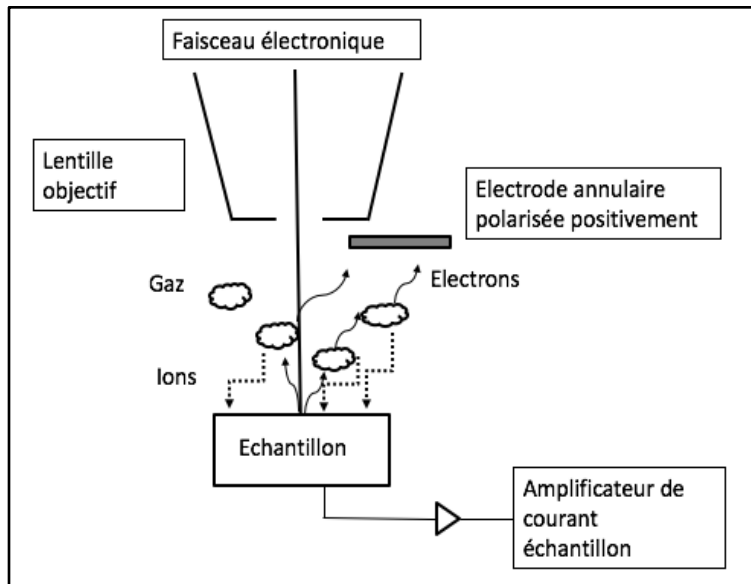 Faisceau électronique
Lentille
objectif
Electrode annulaire
polarisée positivement
Gaz
Electrons
Ions
Echantillon
Amplificateur de
courant
échantillon